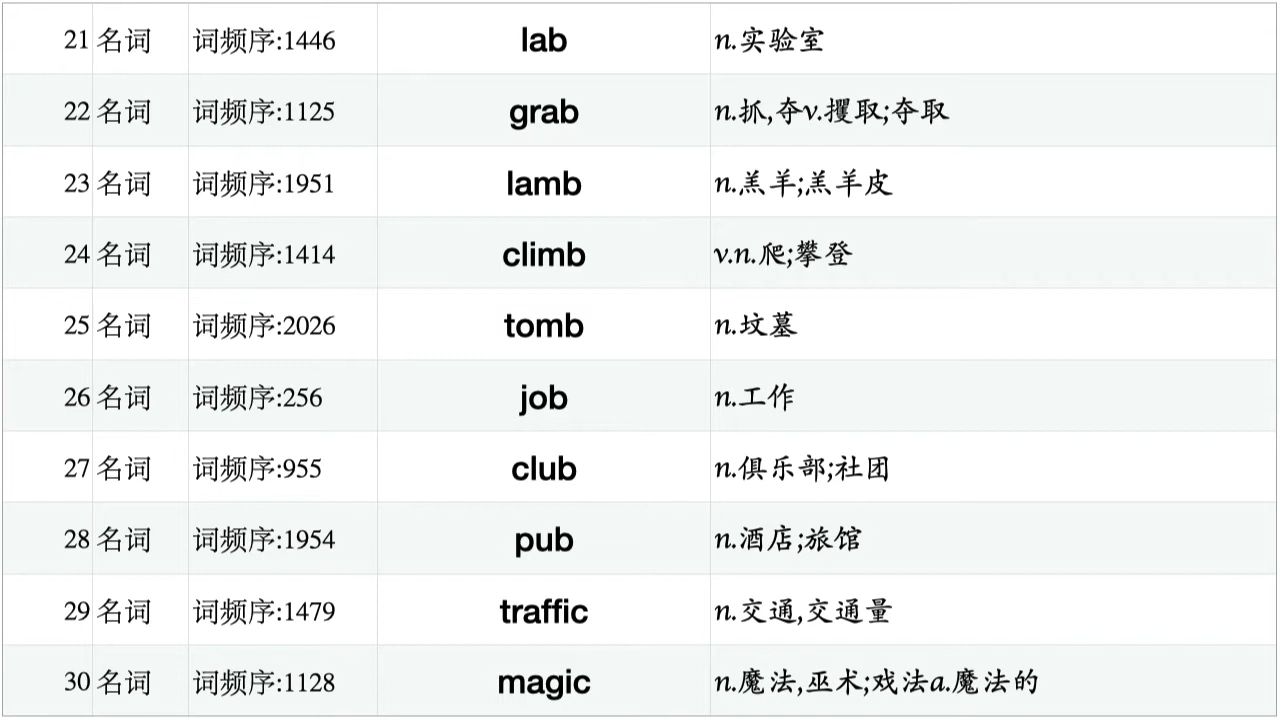 21 名词 词频序:1446 lab n.实验室
22 名词 词频序:1125 grab n.抓,夺v.攫取;夺取
23 名词 词频序:1951 lamb n.羔羊;羔羊皮
24 名词 词频序:1414 climb v.n.爬;攀登
25 名词 词频序:2026 tomb n.坟墓
26 名词 词频序:256 job n.工作
27 名词 词频序:955 club n.俱乐部;社团
28 名词 词频序:1954 pub n.酒店;旅馆
29 名词 词频序:1479 traffic n.交通,交通量
30 名词 词频序:1128 magic n.魔法,巫术;戏法a.魔法的